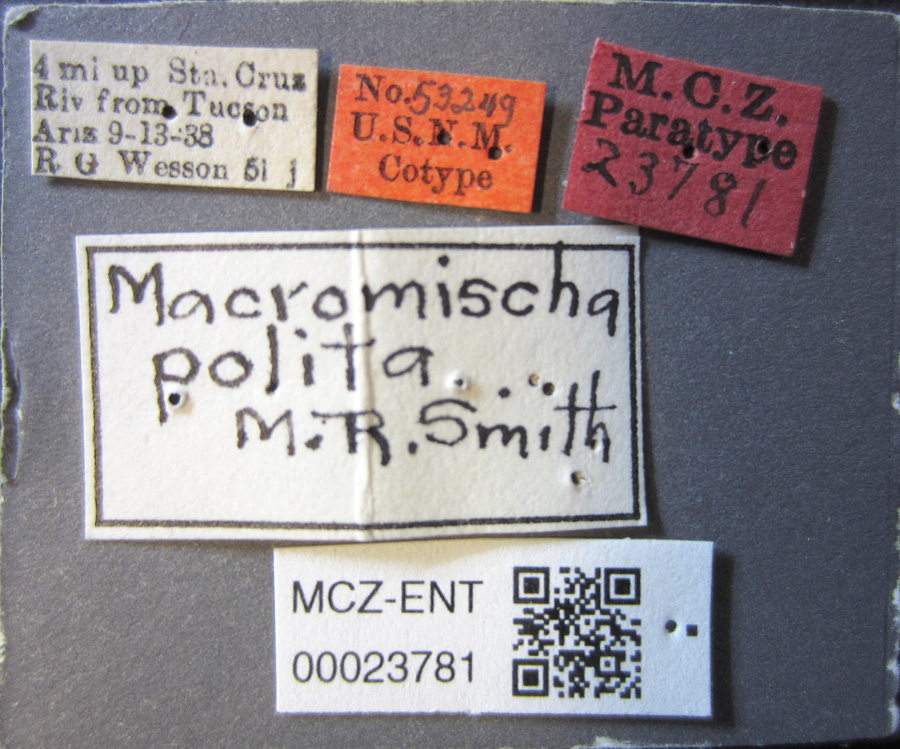 4 mi up Sta. Cruz
Riv from Tucson
Ariz 9-13-38
R G Wesson 5i j
No. 53249
U.S.N.M.
Cotype
M.C.Z.
Paratype
23781
Macromischa
polita
M.R. Smith
MCZ-ENT
00023781